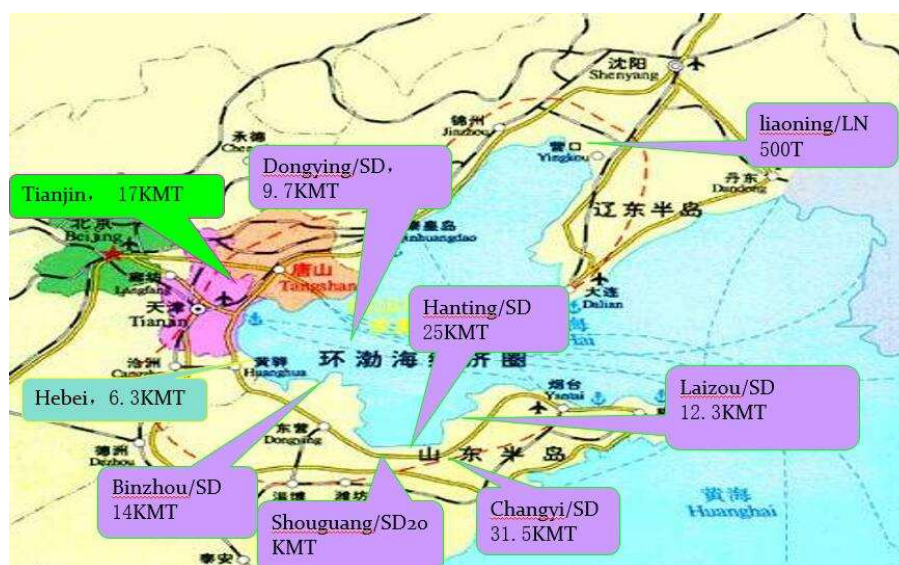 沈阳
Shenyang
锦州
Jinzhou
liaoning/LN
500T
营口
Yingkou
承德
Dongying/SD，
9.7KMT
丹东
Dandong
Tianjin， 17KMT
辽东半岛
北京
Beijing
秦皇岛
Qinhuangdao
廊坊
Langfang
唐山
Tangshan
大连
Dalian
Hanting/SD
25KMT
天津
Tianjin
环渤海经济圈
沧洲
黄骅
Huanghua
Hebei，6.3KMT
烟台
Yantai
Laizou/SD
12.3KMT
东营
Dongying
德洲
Dezhou
山东半岛
Binzhou/SD
14KMT
淄博
潍坊
Shouguang/SD20
KMT
Changyi/SD
31.5KMT
黄海
Huanghai
泰安